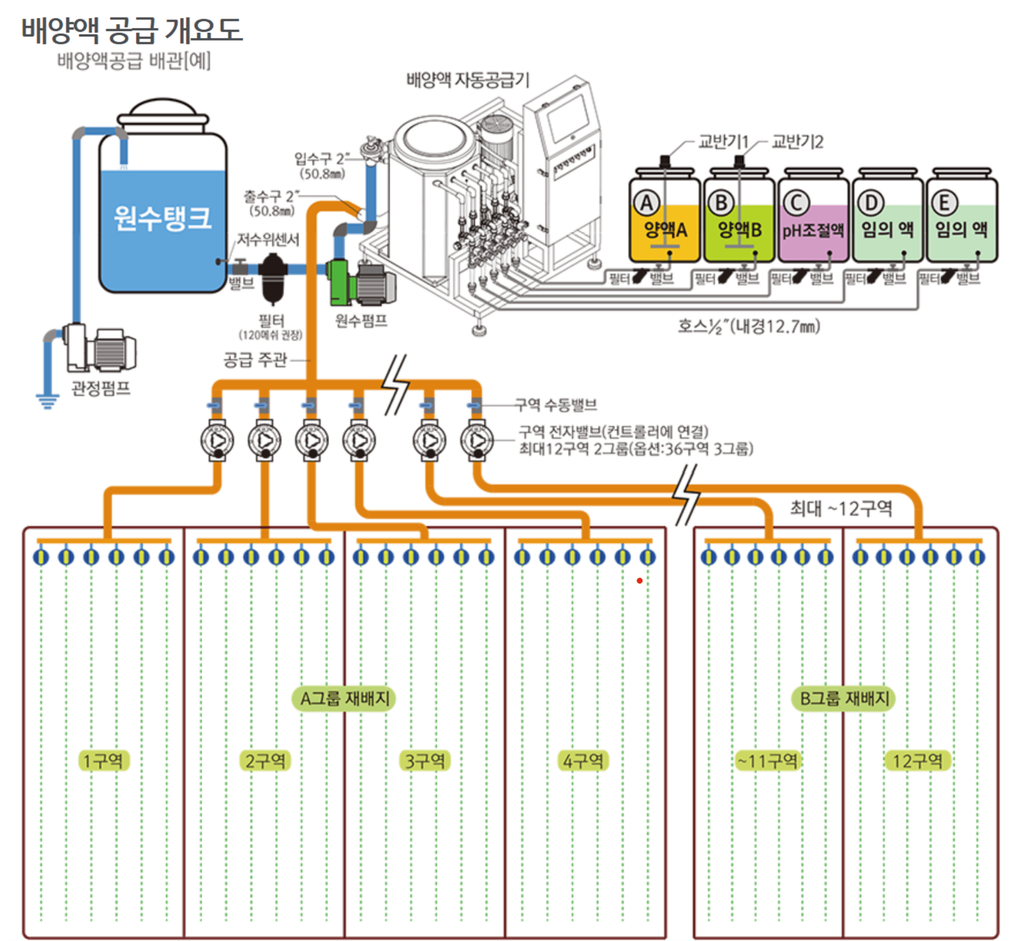 배양액 공급 개요도
배양액공급 배관[예]
배양액 자동공급기
입수구 2”
(50.8㎜)
출수구 2”
(50.8㎜)
교반기1
교반기2
원수탱크
저수위센서
밸브
필터
(120메쉬 권장)
원수펌프
관정펌프
A
양액A
B
양액B
C
pH조절액
D
임의 액
E
임의 액
필터 밸브
필터 밸브
필터 밸브
필터 밸브
필터 밸브
호스½”(내경12.7㎜)
공급 주관
구역 수동밸브
구역 전자밸브(컨트롤러에 연결)
최대12구역 2그룹(옵션:36구역 3그룹)
최대 ~12구역
A그룹 재배지
B그룹 재배지
1구역
2구역
3구역
4구역
~11구역
12구역